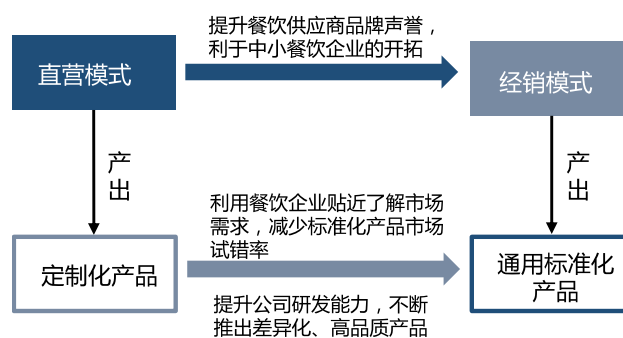 提升餐饮供应商品牌声誉，
利于中小餐饮企业的开拓
直营模式
经销模式
产
出
产
出
利用餐饮企业贴近了解市场
需求，减少标准化产品市场
试错率
定制化产品
通用标准化
产品
提升公司研发能力，不断
推出差异化、高品质产品